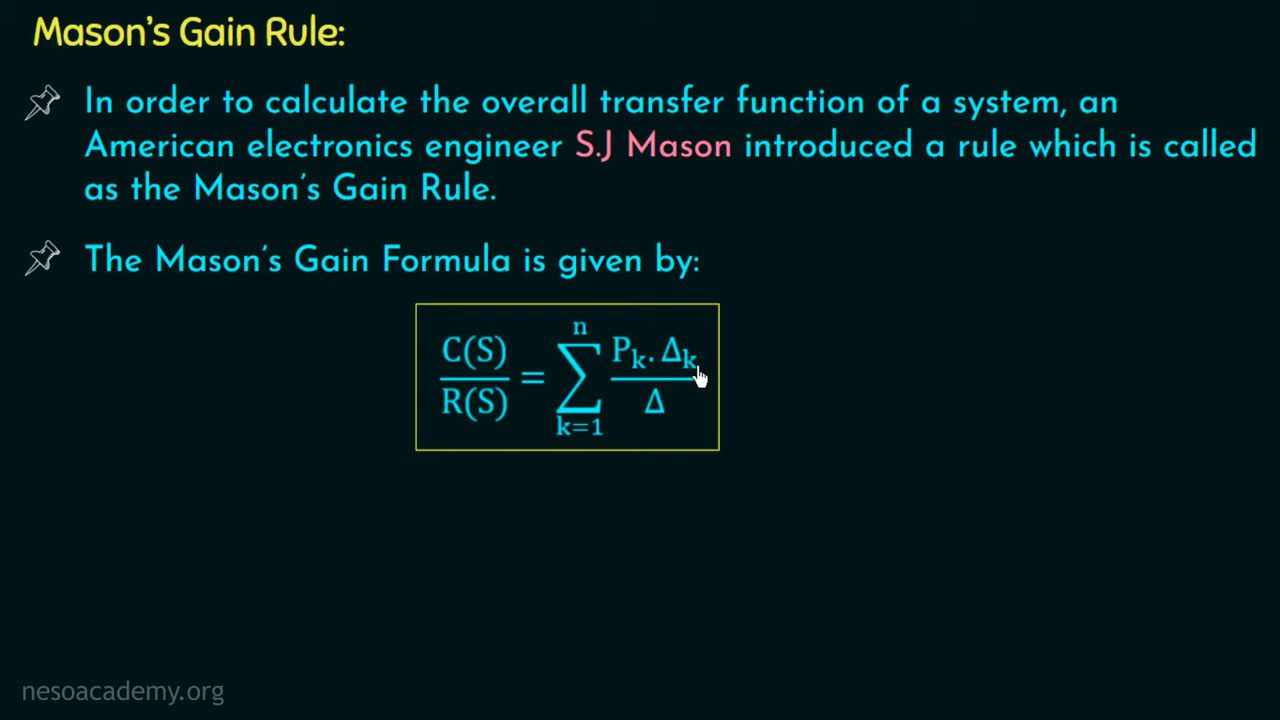 Mason's Gain Rule:
In order to calculate the overall transfer function of a system, an
American electronics engineer S.J Mason introduced a rule which is called
as the Mason's Gain Rule.
The Mason's Gain Formula is given by:
C(S)/R(S) = ∑_{k=1}^{n} P_k . Δ_k / Δ
nesoacademy.org